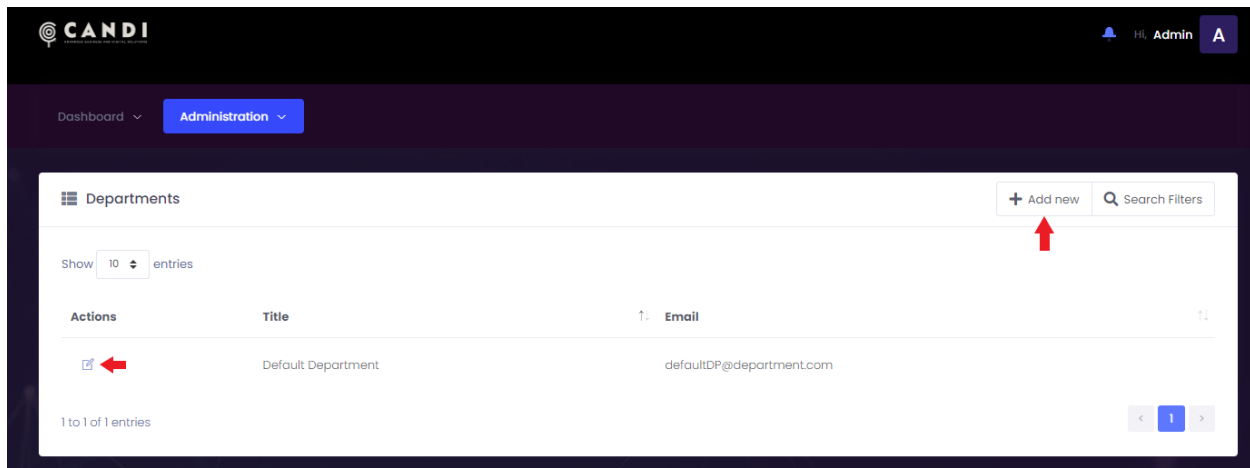 CANDI
Hi, Admin A
Dashboard Administration
Departments + Add new Search Filters
Show 10 entries
Actions Title ↑↓ Email ↑↓
Default Department defaultDP@department.com
1 to 1 of 1 entries < 1 >